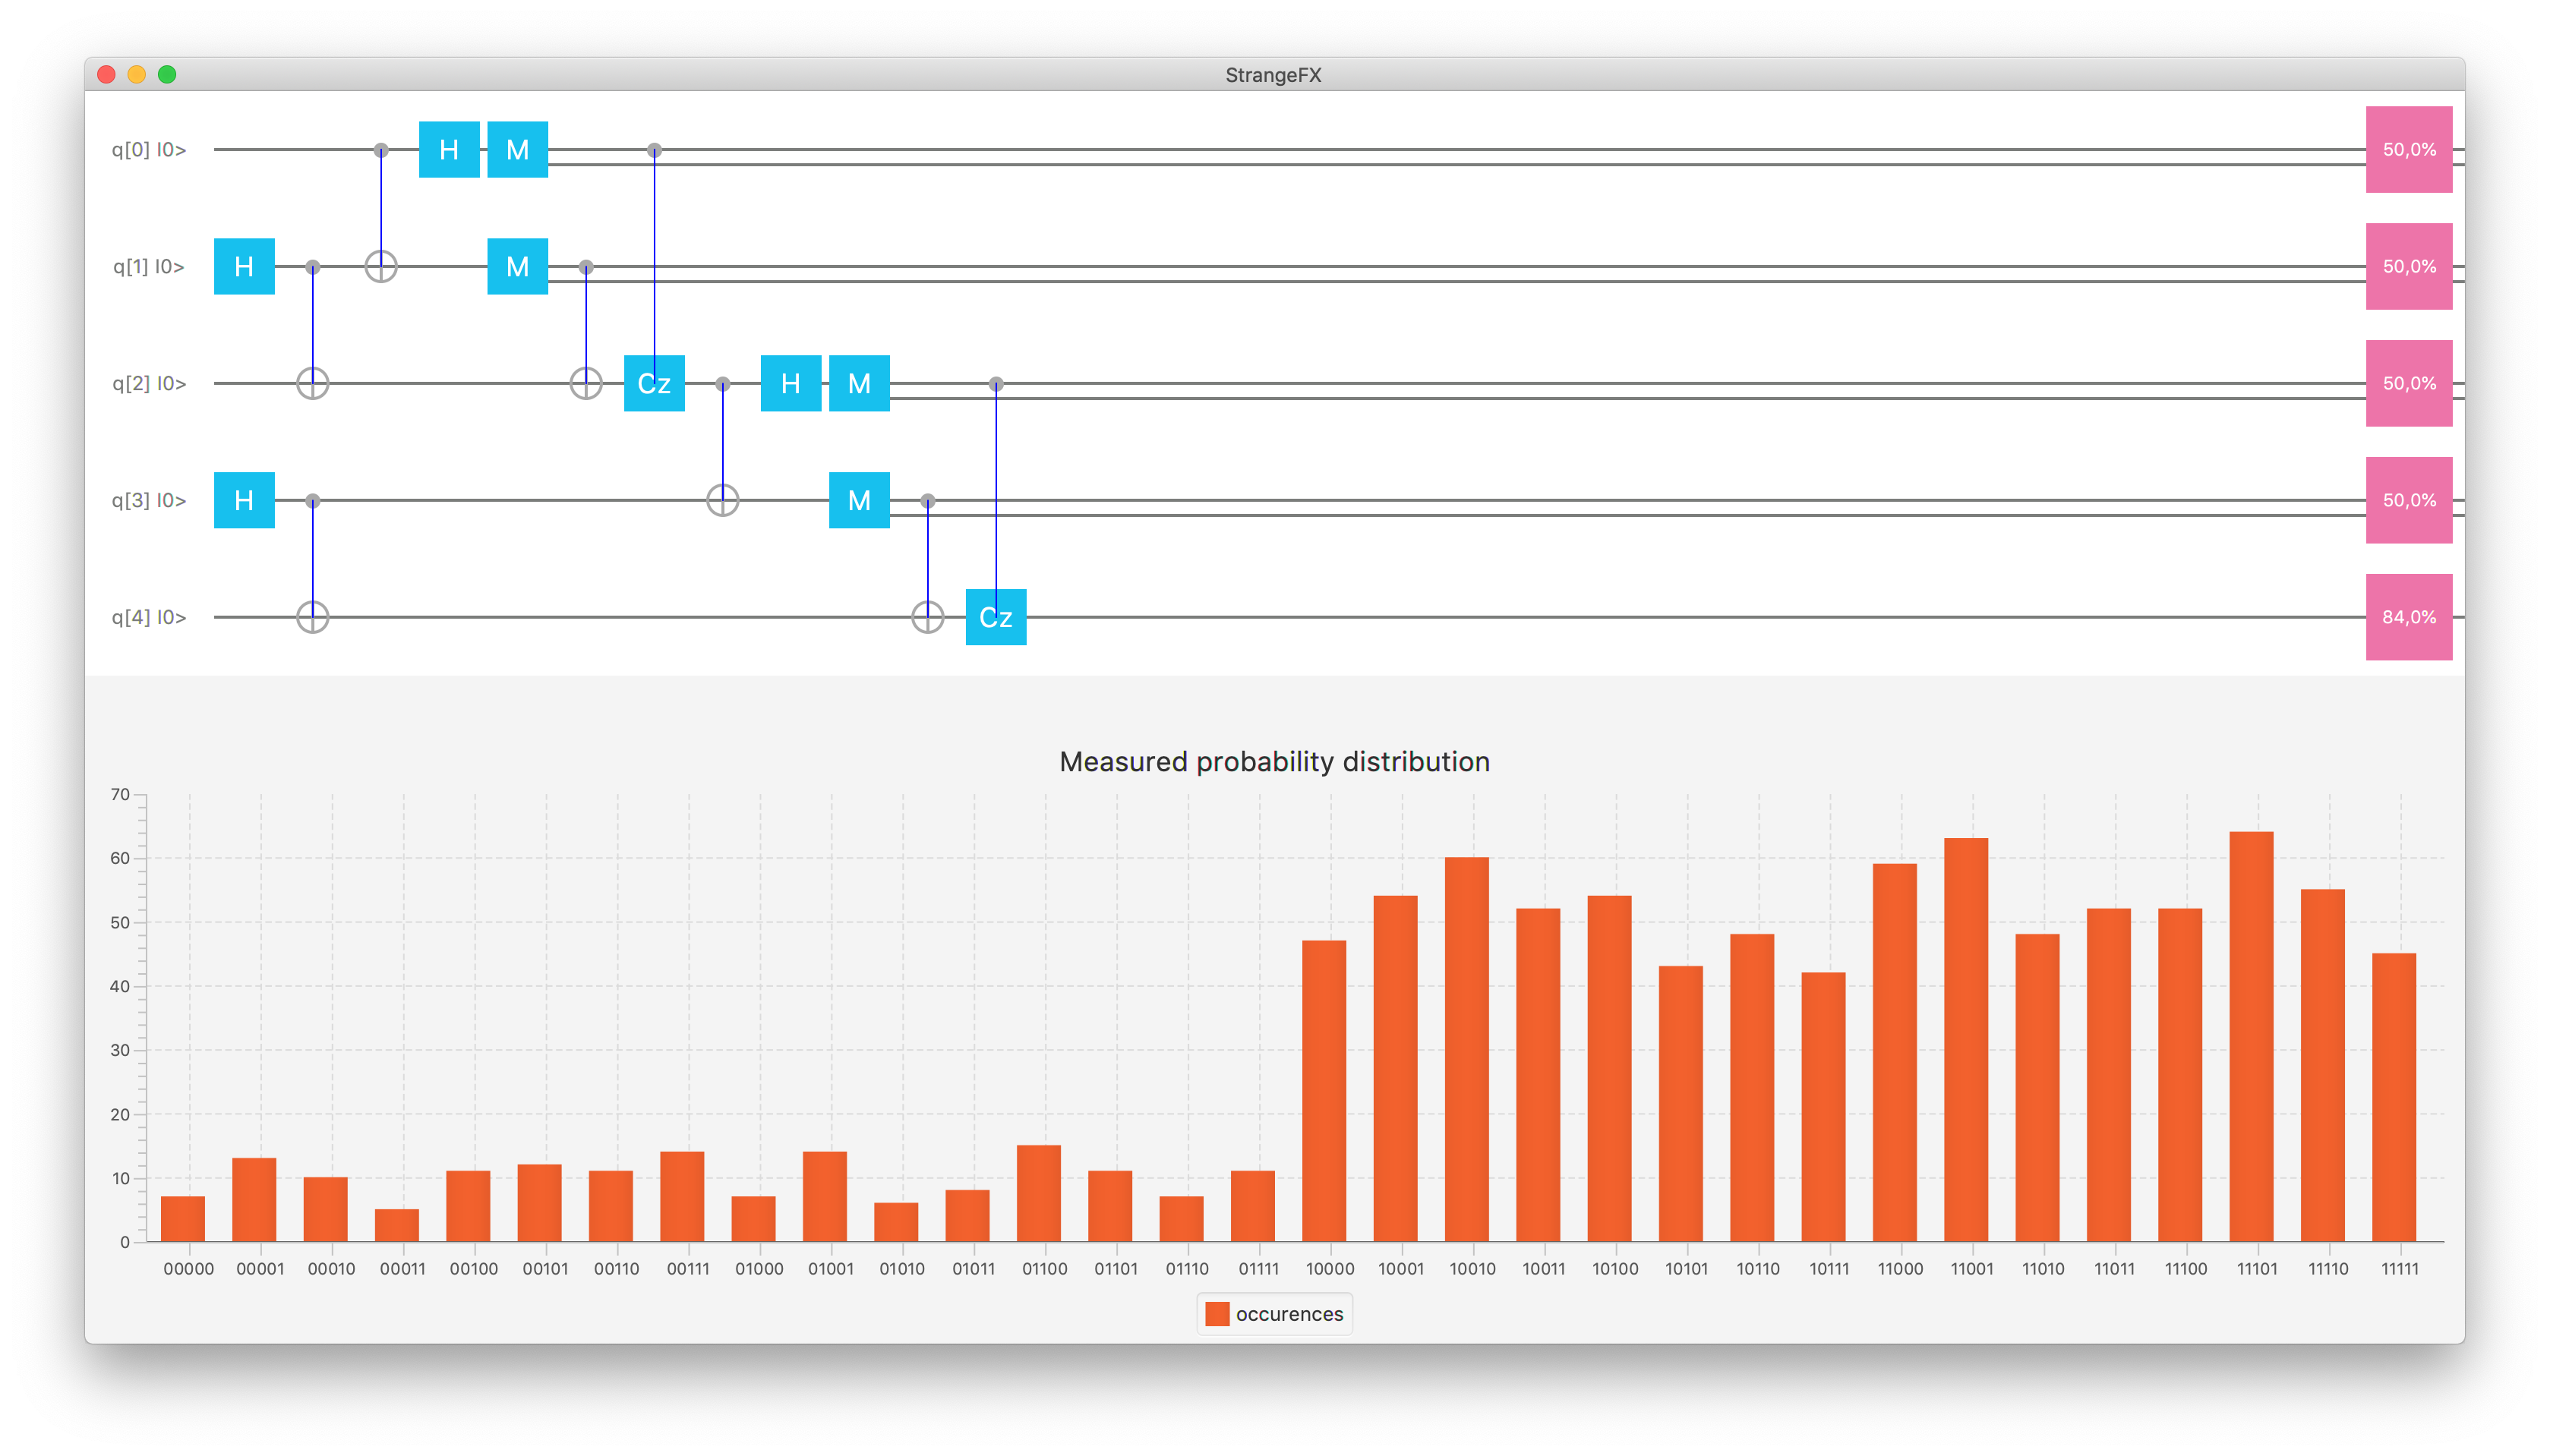 StrangeFX
q[0] I0> H M 50,0%
q[1] I0> H M 50,0%
q[2] I0> Cz H M 50,0%
q[3] I0> H M 50,0%
q[4] I0> Cz 84,0%
Measured probability distribution
70
60
50
40
30
20
10
0
00000 00001 00010 00011 00100 00101 00110 00111 01000 01001 01010 01011 01100 01101 01110 01111 10000 10001 10010 10011 10100 10101 10110 10111 11000 11001 11010 11011 11100 11101 11110 11111
occurences